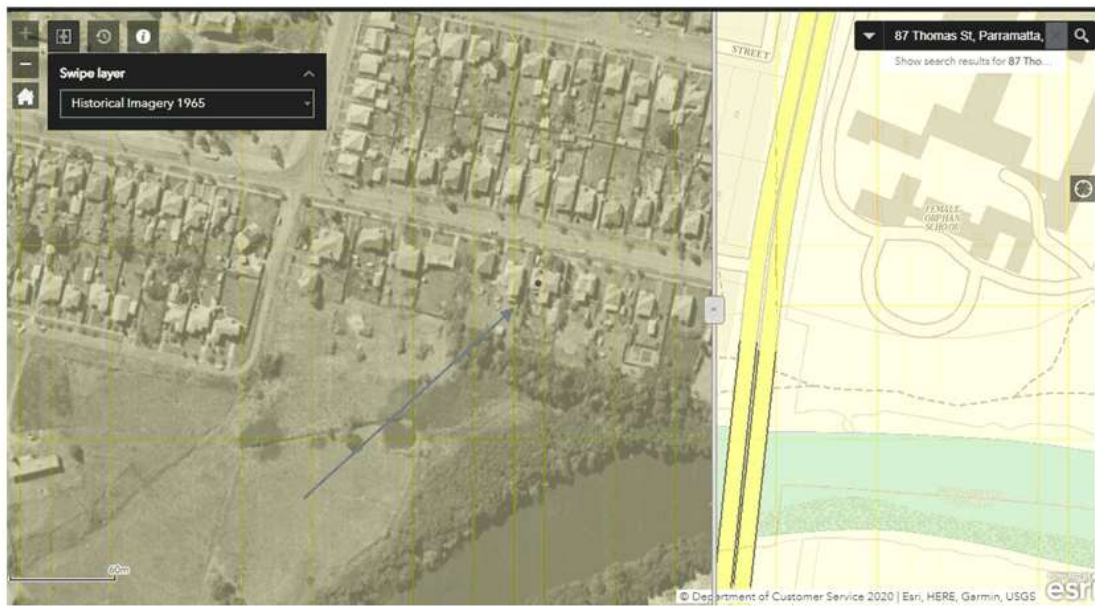 Swipe layer
Historical Imagery 1965
87 Thomas St, Parramatta,
Show search results for 87 Tho...
STREET
FEMALE
ORPHAN
SCHOOL
60m
© Department of Customer Service 2020 | Esri, HERE, Garmin, USGS
esri